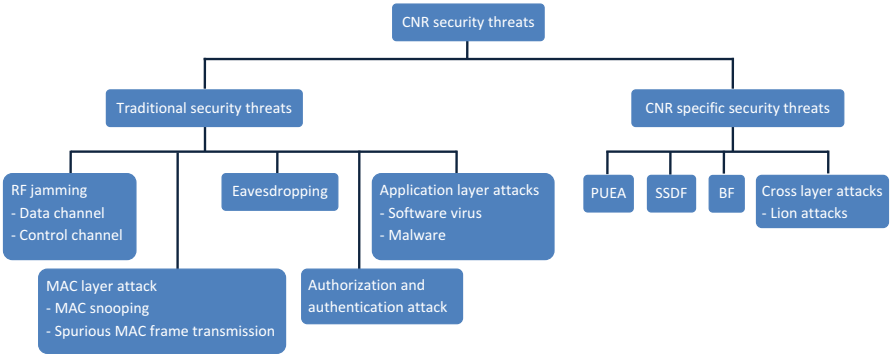 CNR security threats
Traditional security threats
CNR specific security threats
RF jamming
- Data channel
- Control channel
Eavesdropping
Application layer attacks
- Software virus
- Malware
PUEA
SSDF
BF
Cross layer attacks
- Lion attacks
MAC layer attack
- MAC snooping
- Spurious MAC frame transmission
Authorization and
authentication attack